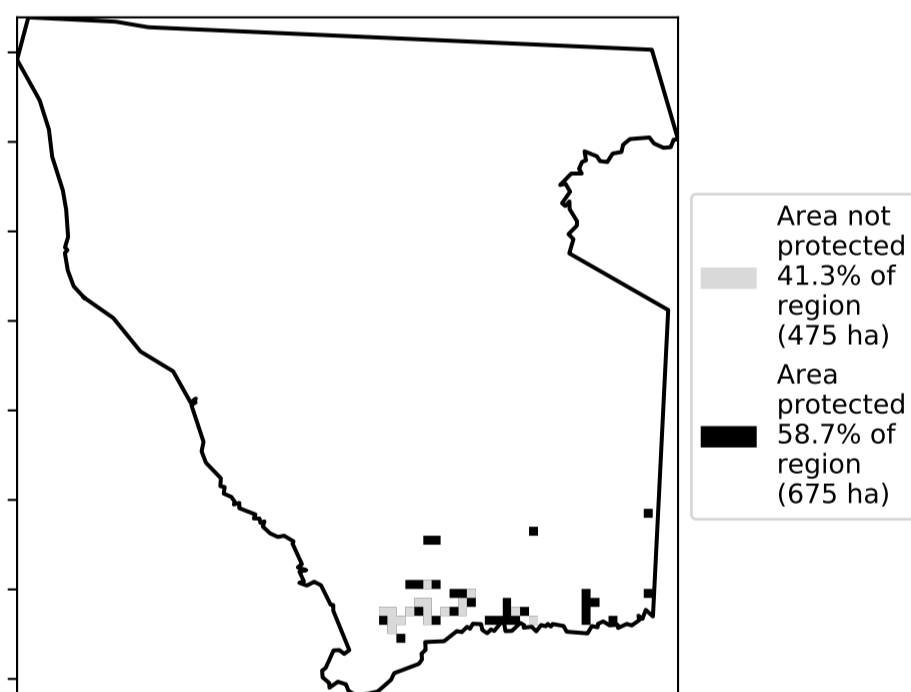 Area not
protected
41.3% of
region
(475 ha)
Area
protected
58.7% of
region
(675 ha)